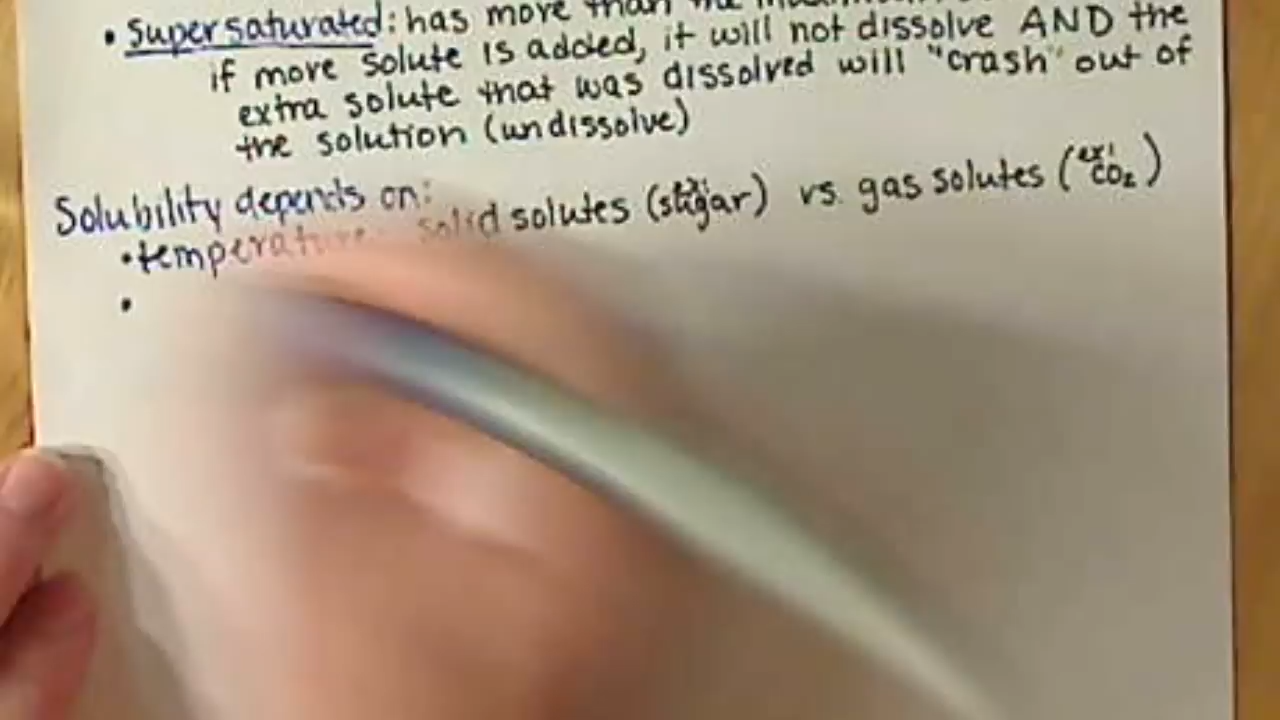 • Supersaturated: has more than the
if more solute is added, it will not dissolve AND the
extra solute that was dissolved will "crash" out of
the solution (undissolve)
Solubility depends on:
• temperature: solid solutes (ex: sugar) vs. gas solutes (ex: CO₂)
•